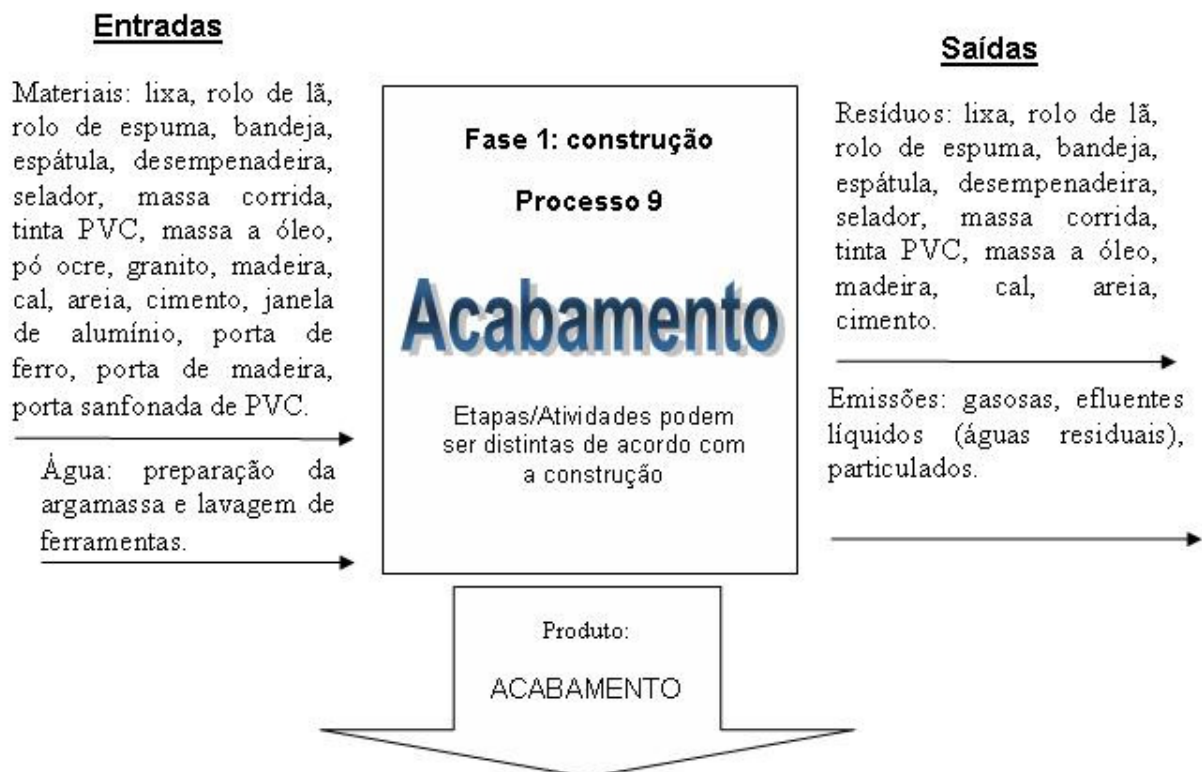 Entradas
Materiais: lixa, rolo de lã,
rolo de espuma, bandeja,
espátula, desempenadeira,
selador, massa corrida,
tinta PVC, massa a óleo,
pó ocre, granito, madeira,
cal, areia, cimento, janela
de alumínio, porta de
ferro, porta de madeira,
porta sanfonada de PVC.
Água: preparação da
argamassa e lavagem de
ferramentas.
Fase 1: construção
Processo 9
Acabamento
Etapas/Atividades podem
ser distintas de acordo com
a construção
Produto:
ACABAMENTO
Saídas
Resíduos: lixa, rolo de lã,
rolo de espuma, bandeja,
espátula, desempenadeira,
selador, massa corrida,
tinta PVC, massa a óleo,
madeira, cal, areia,
cimento.
Emissões: gasosas, efluentes
líquidos (águas residuais),
particulados.